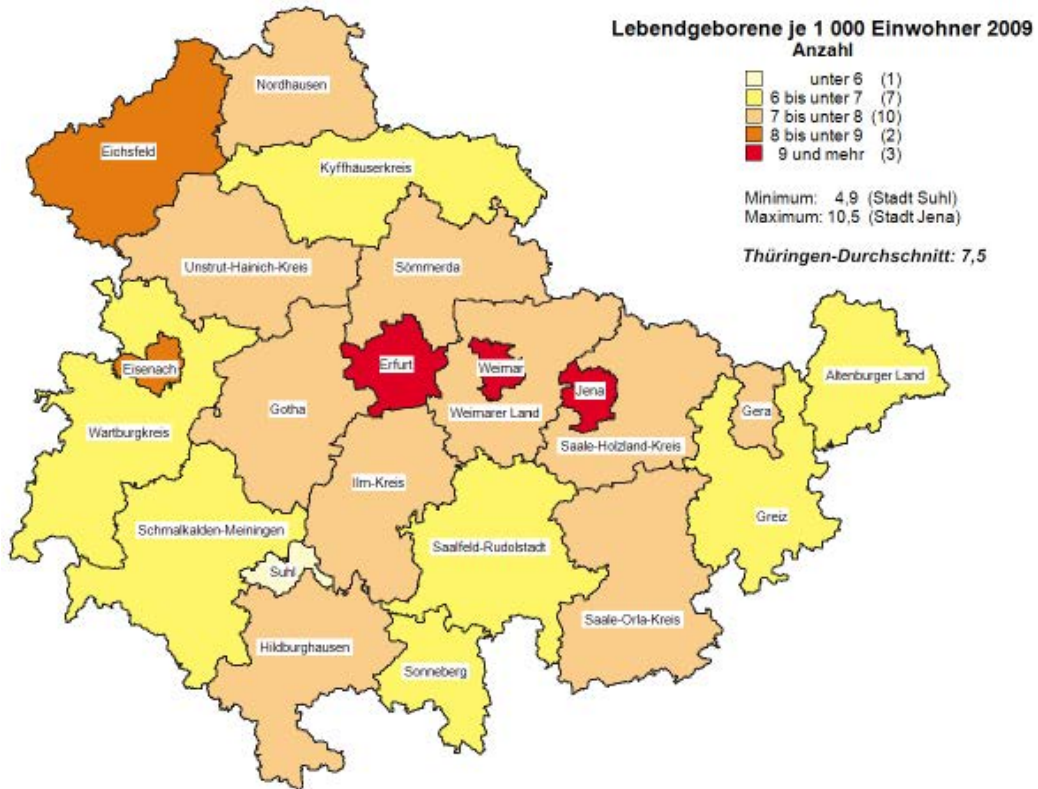 Lebendgeborene je 1 000 Einwohner 2009
Anzahl
unter 6 (1)
6 bis unter 7 (7)
7 bis unter 8 (10)
8 bis unter 9 (2)
9 und mehr (3)
Minimum: 4,9 (Stadt Suhl)
Maximum: 10,5 (Stadt Jena)
Thüringen-Durchschnitt: 7,5
Nordhausen
Eichsfeld
Kyffhäuserkreis
Unstrut-Hainich-Kreis
Sömmerda
Eisenach
Erfurt
Weimar
Jena
Altenburger Land
Gotha
Weimarer Land
Gera
Wartburgkreis
Saale-Holzland-Kreis
Ilm-Kreis
Greiz
Schmalkalden-Meiningen
Saalfeld-Rudolstadt
Suhl
Saale-Orla-Kreis
Hildburghausen
Sonneberg